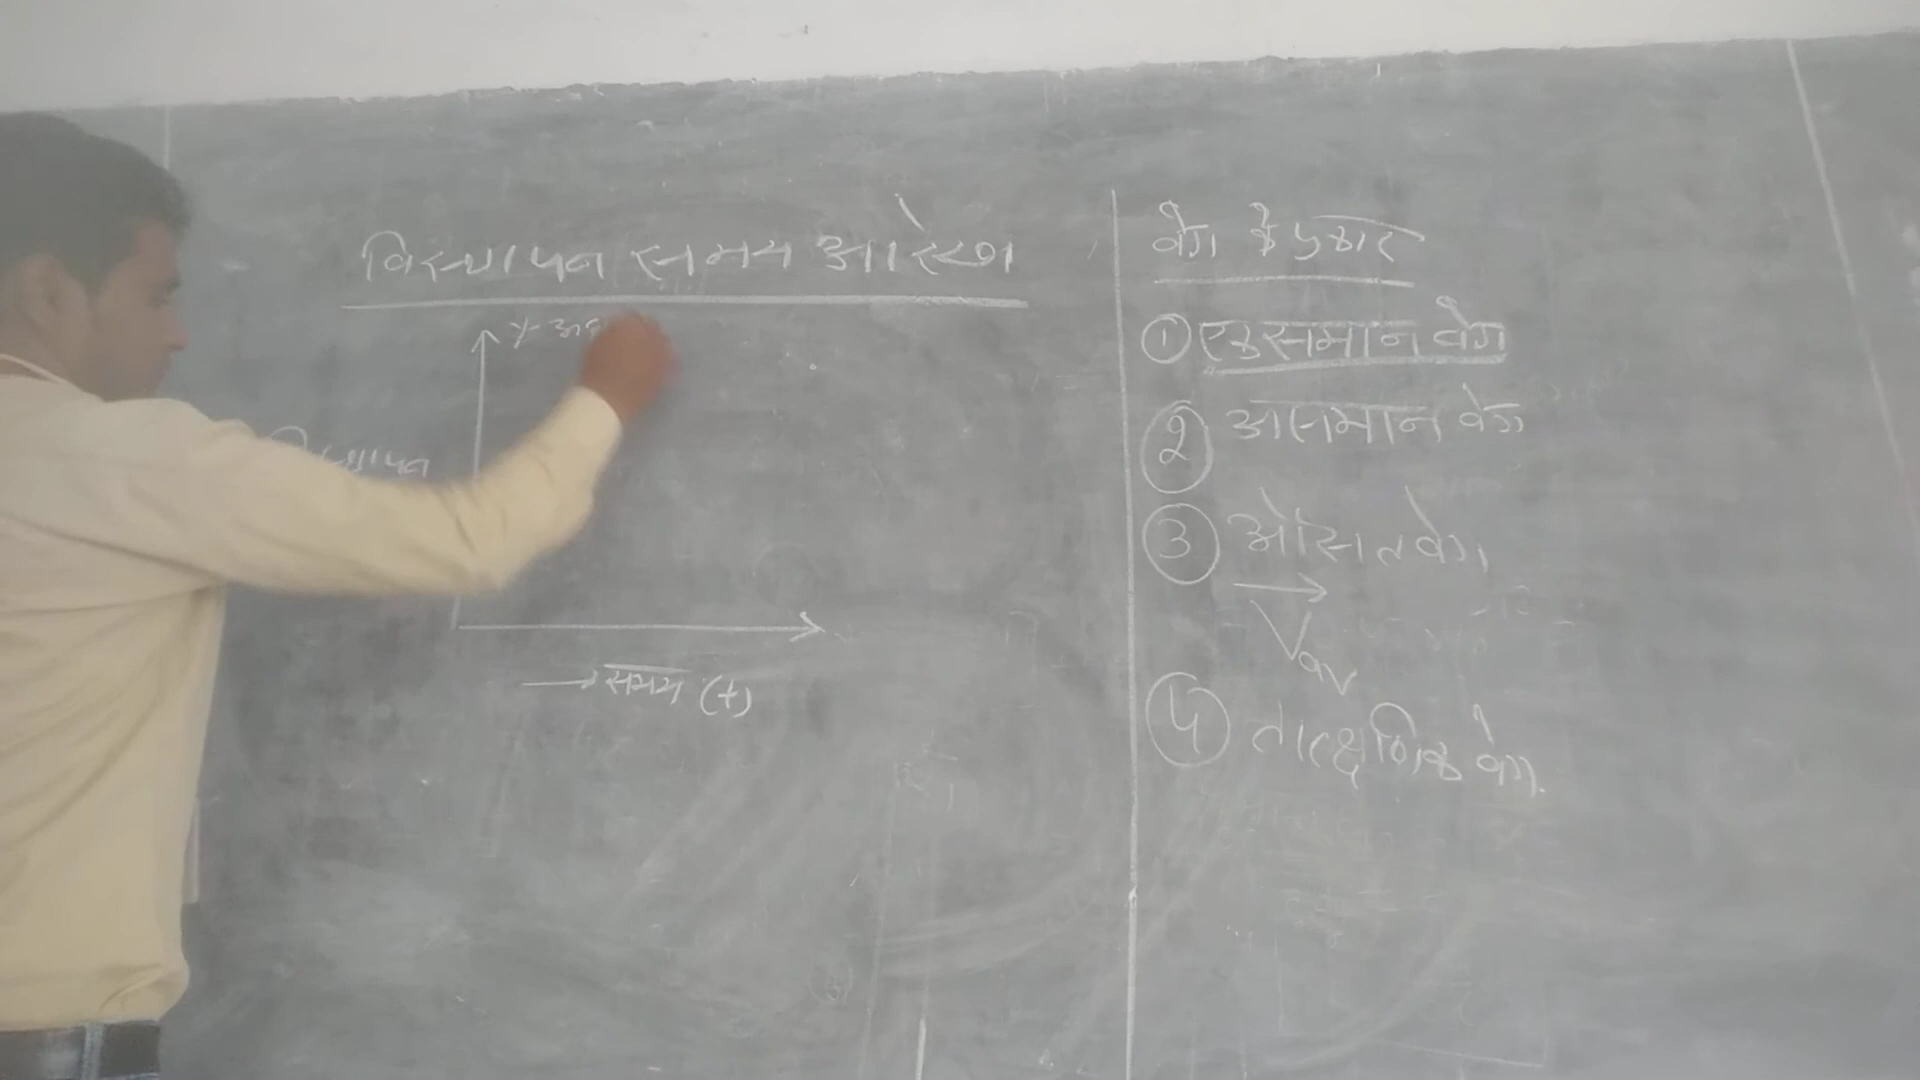 विस्थापन समय आरेख
y-अ
स्थापन
→ समय (t)
वेग के प्रकार
① एकसमान वेग
② असमान वेग
③ औसत वेग
Vav
④ तात्क्षणिक वेग.